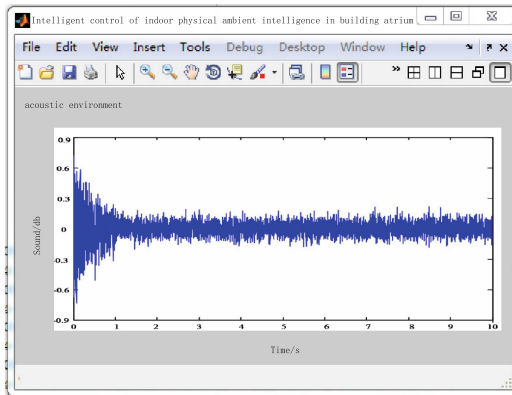 Intelligent control of indoor physical ambient intelligence in building atrium
File Edit View Insert Tools Debug Desktop Window Help
acoustic environment
0.9
0.6
0.3
0
-0.3
-0.6
-0.9
Sound/db
0 1 2 3 4 5 6 7 8 9 10
Time/s